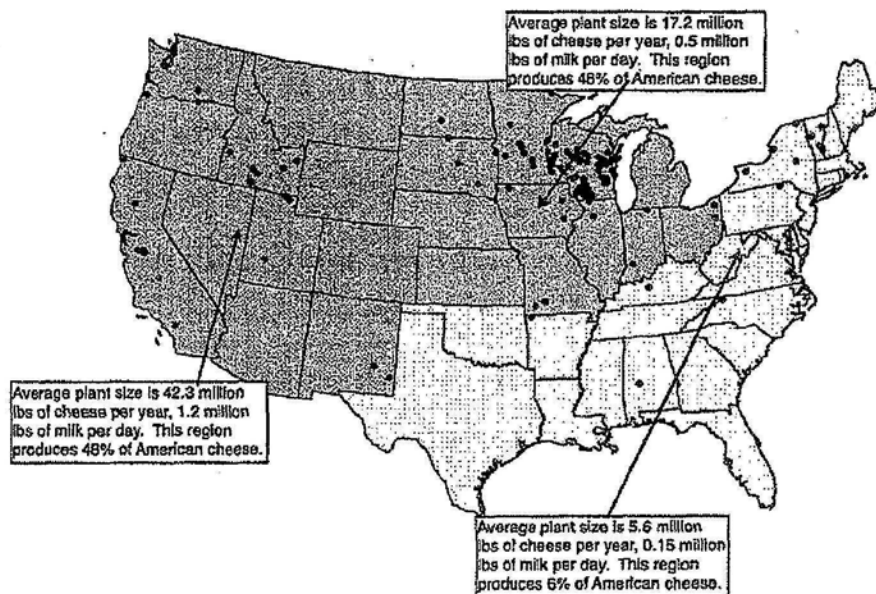 Average plant size is 17.2 million
lbs of cheese per year, 0.5 million
lbs of milk per day. This region
produces 46% of American cheese.
Average plant size is 42.3 million
lbs of cheese per year, 1.2 million
lbs of milk per day. This region
produces 48% of American cheese.
Average plant size is 5.6 million
lbs of cheese per year, 0.15 million
lbs of milk per day. This region
produces 6% of American cheese.